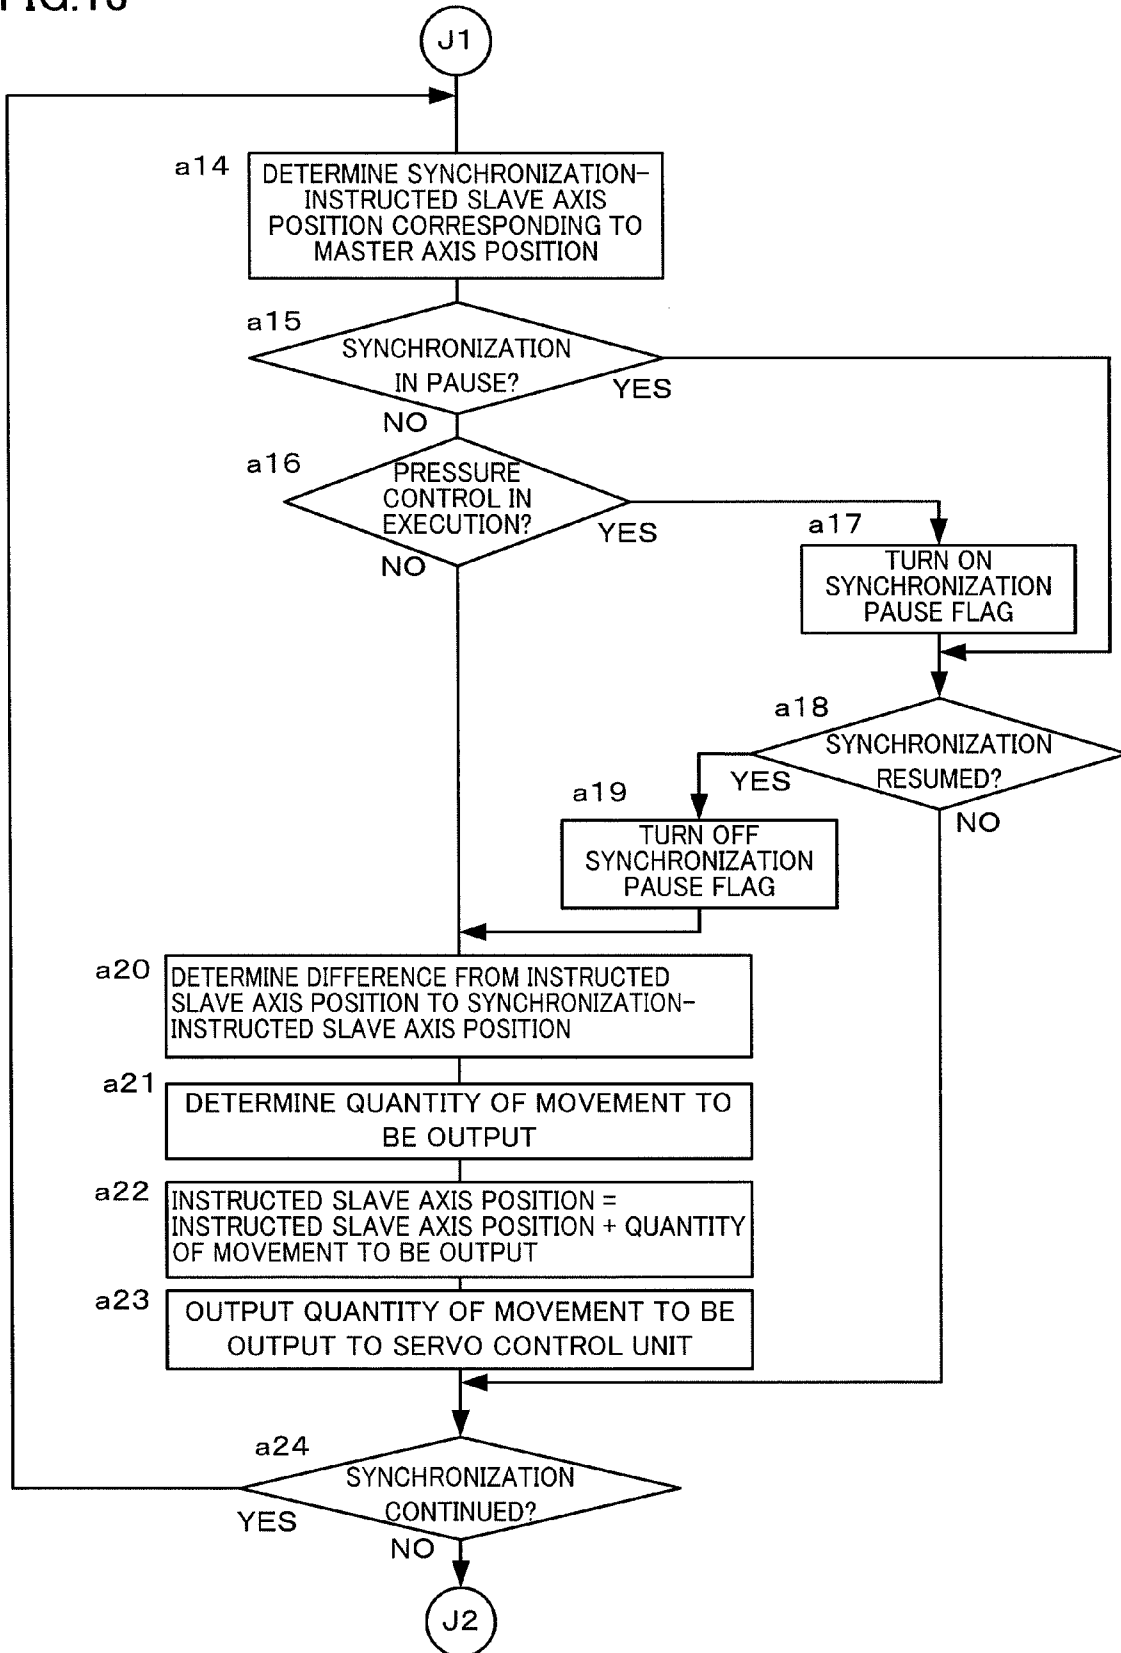 J1
a14
DETERMINE SYNCHRONIZATION-
INSTRUCTED SLAVE AXIS
POSITION CORRESPONDING TO
MASTER AXIS POSITION
a15
SYNCHRONIZATION
IN PAUSE?
YES
NO
a16
PRESSURE
CONTROL IN
EXECUTION?
YES
NO
a17
TURN ON
SYNCHRONIZATION
PAUSE FLAG
a18
SYNCHRONIZATION
RESUMED?
YES
NO
a19
TURN OFF
SYNCHRONIZATION
PAUSE FLAG
a20
DETERMINE DIFFERENCE FROM INSTRUCTED
SLAVE AXIS POSITION TO SYNCHRONIZATION-
INSTRUCTED SLAVE AXIS POSITION
a21
DETERMINE QUANTITY OF MOVEMENT TO
BE OUTPUT
a22
INSTRUCTED SLAVE AXIS POSITION =
INSTRUCTED SLAVE AXIS POSITION + QUANTITY
OF MOVEMENT TO BE OUTPUT
a23
OUTPUT QUANTITY OF MOVEMENT TO BE
OUTPUT TO SERVO CONTROL UNIT
a24
SYNCHRONIZATION
CONTINUED?
YES
NO
J2